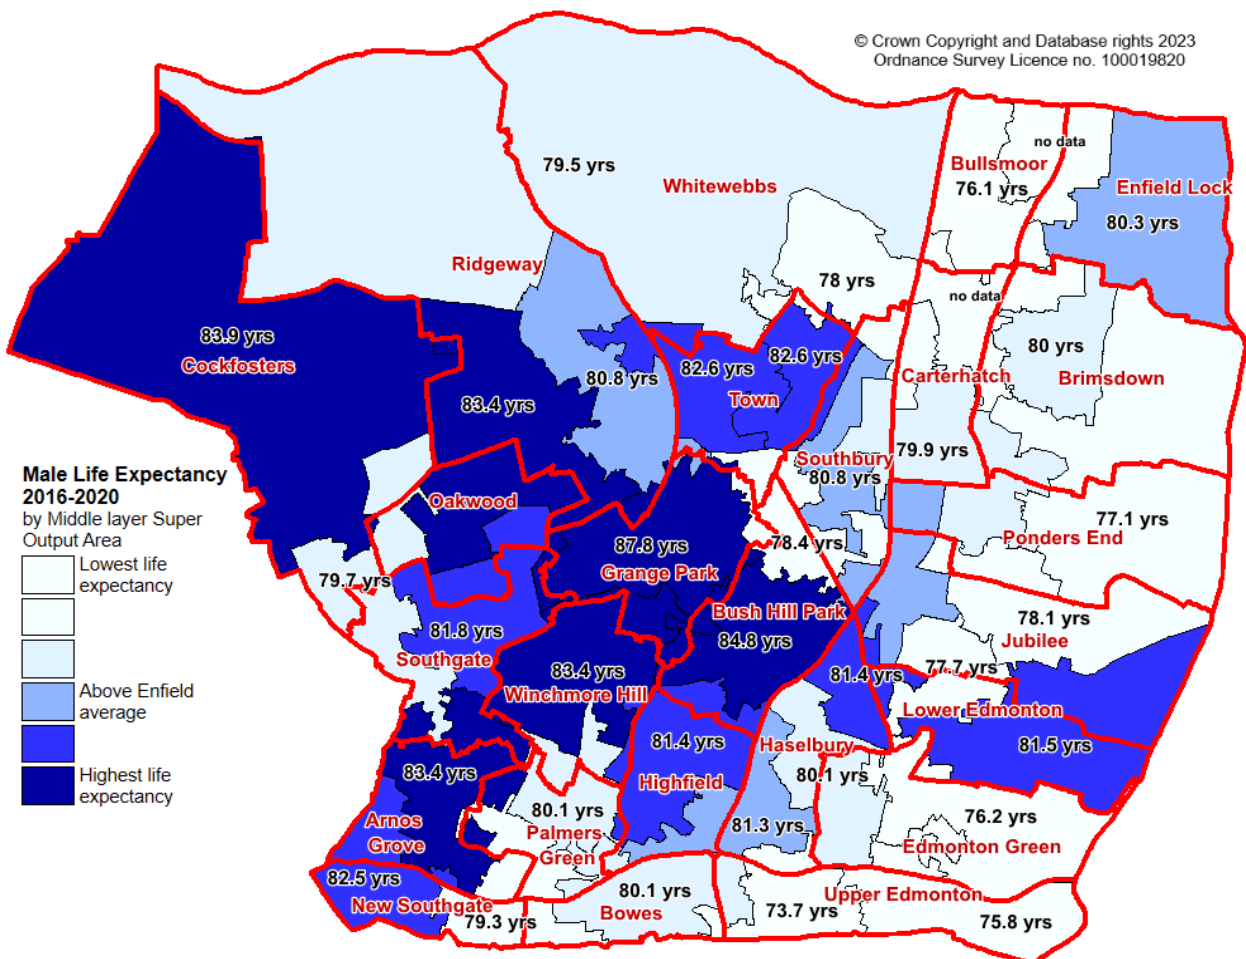 © Crown Copyright and Database rights 2023
Ordnance Survey Licence no. 100019820
no data
79.5 yrs
Bullsmoor
Whitewebbs
76.1 yrs
Enfield Lock
80.3 yrs
Ridgeway
78 yrs
no data
83.9 yrs
Cockfosters
80 yrs
82.6 yrs
82.6 yrs
80.8 yrs
Carterhatch
Brimsdown
Town
83.4 yrs
79.9 yrs
Southbury
80.8 yrs
Male Life Expectancy
2016-2020
by Middle layer Super
Output Area
Lowest life
expectancy
Above Enfield
average
Highest life
expectancy
Oakwood
77.1 yrs
Ponders End
87.8 yrs
78.4 yrs
Grange Park
79.7 yrs
Bush Hill Park
78.1 yrs
Jubilee
81.8 yrs
84.8 yrs
Southgate
83.4 yrs
77.7 yrs
81.4 yrs
Winchmore Hill
Lower Edmonton
81.4 yrs
Haselbury
81.5 yrs
83.4 yrs
80.1 yrs
Highfield
80.1 yrs
76.2 yrs
Arnos
Grove
Palmers
Green
81.3 yrs
Edmonton Green
82.5 yrs
80.1 yrs
Upper Edmonton
New Southgate
Bowes
73.7 yrs
79.3 yrs
75.8 yrs